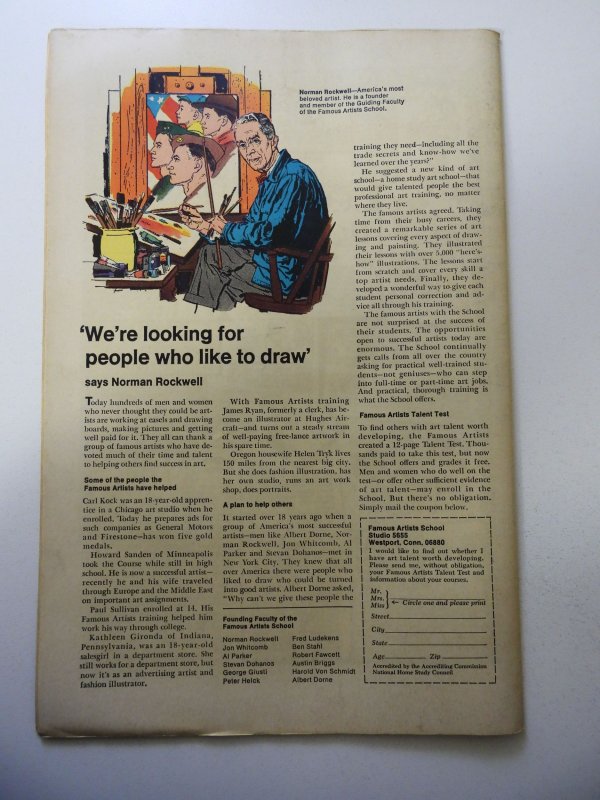 Norman Rockwell—America's most
beloved artist. He is a founder
and member of the Guiding Faculty
of the Famous Artists School.
'We're looking for
people who like to draw'
says Norman Rockwell
Today hundreds of men and women
who never thought they could be art-
ists are working at easels and drawing
boards, making pictures and getting
well paid for it. They all can thank a
group of famous artists who have de-
voted much of their time and talent
to helping others find success in art.
Some of the people the
Famous Artists have helped
Carl Kock was an 18-year-old appren-
tice in a Chicago art studio when he
enrolled. Today he prepares ads for
such companies as General Motors
and Firestone—has won five gold
medals.
Howard Sanden of Minneapolis
took the Course while still in high
school. He is now a successful artist—
recently he and his wife traveled
through Europe and the Middle East
on important art assignments.
Paul Sullivan enrolled at 14. His
Famous Artists training helped him
work his way through college.
Kathleen Gironda of Indiana,
Pennsylvania, was an 18-year-old
salesgirl in a department store. She
still works for a department store, but
now it's as an advertising artist and
fashion illustrator.
With Famous Artists training
James Ryan, formerly a clerk, has be-
come an illustrator at Hughes Air-
craft—and turns out a steady stream
of well-paying free-lance artwork in
his spare time.
Oregon housewife Helen Tryk lives
150 miles from the nearest big city.
But she does fashion illustration, has
her own studio, runs an art work
shop, does portraits.
A plan to help others
It started over 18 years ago when a
group of America's most successful
artists—men like Albert Dorne, Nor-
man Rockwell, Jon Whitcomb, Al
Parker and Stevan Dohanos—met in
New York City. They knew that all
over America there were people who
liked to draw who could be turned
into good artists. Albert Dorne asked,
"Why can't we give these people the
Founding Faculty of the
Famous Artists School
Norman Rockwell
Jon Whitcomb
Al Parker
Stevan Dohanos
George Giusti
Peter Helck
Fred Ludekens
Ben Stahl
Robert Fawcett
Austin Briggs
Harold Von Schmidt
Albert Dorne
training they need—including all the
trade secrets and know-how we've
learned over the years?"
He suggested a new kind of art
school—a home study art school—that
would give talented people the best
professional art training, no matter
where they live.
The famous artists agreed. Taking
time from their busy careers, they
created a remarkable series of art
lessons covering every aspect of draw-
ing and painting. They illustrated
their lessons with over 5,000 "here's-
how" illustrations. The lessons start
from scratch and cover every skill a
top artist needs. Finally, they de-
veloped a wonderful way to give each
student personal correction and ad-
vice all through his training.
The famous artists with the School
are not surprised at the success of
their students. The opportunities
open to successful artists today are
enormous. The School continually
gets calls from all over the country
asking for practical well-trained stu-
dents—not geniuses—who can step
into full-time or part-time art jobs.
And practical, thorough training is
what the School offers.
Famous Artists Talent Test
To find others with art talent worth
developing, the Famous Artists
created a 12-page Talent Test. Thou-
sands paid to take this test, but now
the School offers and grades it free.
Men and women who do well on the
test—or offer other sufficient evidence
of art talent—may enroll in the
School. But there's no obligation.
Simply mail the coupon below.
Famous Artists School
Studio 5655
Westport, Conn. 06880
I would like to find out whether I
have art talent worth developing.
Please send me, without obligation,
your Famous Artists Talent Test and
information about your courses.
Mr.
Mrs.
Miss
Circle one and please print
Street
City
State
Age Zip
Accredited by the Accrediting Commission
National Home Study Council